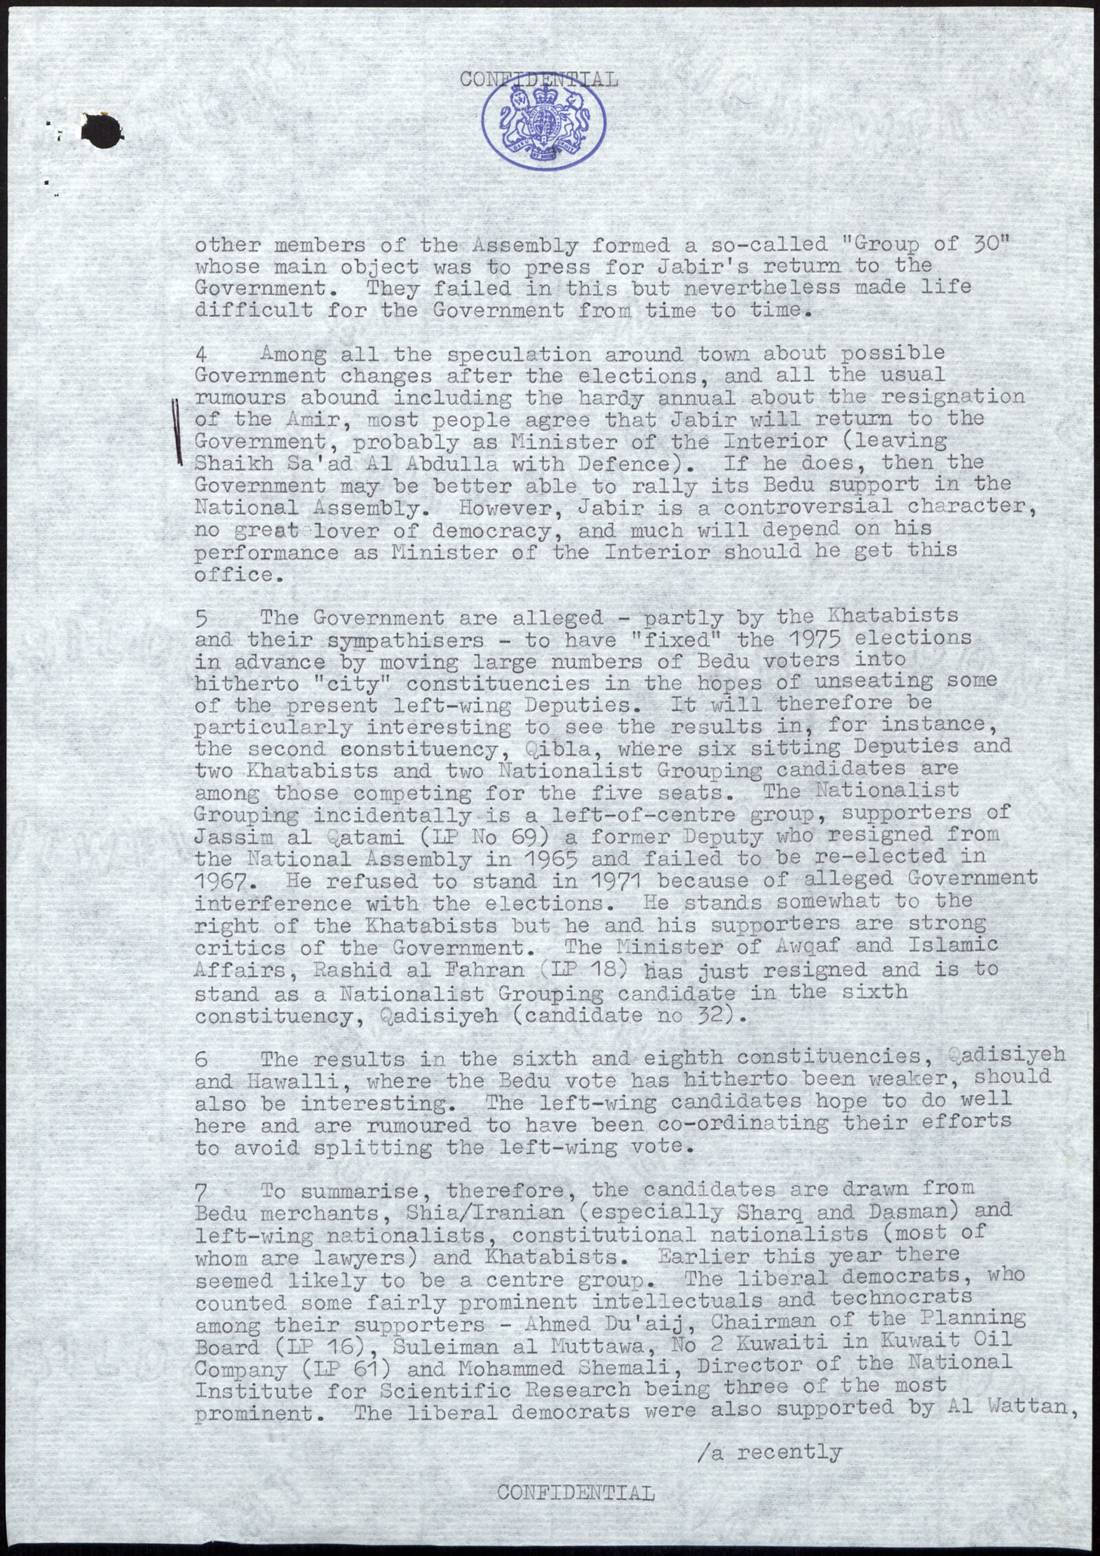 CONFIDENTIAL
other members of the Assembly formed a so-called "Group of 30"
whose main object was to press for Jabir's return to the
Government. They failed in this but nevertheless made life
difficult for the Government from time to time.
4 Among all the speculation around town about possible
Government changes after the elections, and all the usual
rumours abound including the hardy annual about the resignation
of the Amir, most people agree that Jabir will return to the
Government, probably as Minister of the Interior (leaving
Shaikh Sa'ad Al Abdulla with Defence). If he does, then the
Government may be better able to rally its Bedu support in the
National Assembly. However, Jabir is a controversial character,
no great lover of democracy, and much will depend on his
performance as Minister of the Interior should he get this
office.
5 The Government are alleged - partly by the Khatabists
and their sympathisers - to have "fixed" the 1975 elections
in advance by moving large numbers of Bedu voters into
hitherto "city" constituencies in the hopes of unseating some
of the present left-wing Deputies. It will therefore be
particularly interesting to see the results in, for instance,
the second constituency, Qibla, where six sitting Deputies and
two Khatabists and two Nationalist Grouping candidates are
among those competing for the five seats. The Nationalist
Grouping incidentally is a left-of-centre group, supporters of
Jassim al Qatami (LP No 69) a former Deputy who resigned from
the National Assembly in 1965 and failed to be re-elected in
1967. He refused to stand in 1971 because of alleged Government
interference with the elections. He stands somewhat to the
right of the Khatabists but he and his supporters are strong
critics of the Government. The Minister of Awqaf and Islamic
Affairs, Rashid al Fahran (LP 18) has just resigned and is to
stand as a Nationalist Grouping candidate in the sixth
constituency, Qadisiyeh (candidate no 32).
6 The results in the sixth and eighth constituencies, Qadisiyeh
and Hawalli, where the Bedu vote has hitherto been weaker, should
also be interesting. The left-wing candidates hope to do well
here and are rumoured to have been co-ordinating their efforts
to avoid splitting the left-wing vote.
7 To summarise, therefore, the candidates are drawn from
Bedu merchants, Shia/Iranian (especially Sharq and Dasman) and
left-wing nationalists, constitutional nationalists (most of
whom are lawyers) and Khatabists. Earlier this year there
seemed likely to be a centre group. The liberal democrats, who
counted some fairly prominent intellectuals and technocrats
among their supporters - Ahmed Du'aij, Chairman of the Planning
Board (LP 16), Suleiman al Muttawa, No 2 Kuwaiti in Kuwait Oil
Company (LP 61) and Mohammed Shemali, Director of the National
Institute for Scientific Research being three of the most
prominent. The liberal democrats were also supported by Al Wattan,
/a recently
CONFIDENTIAL